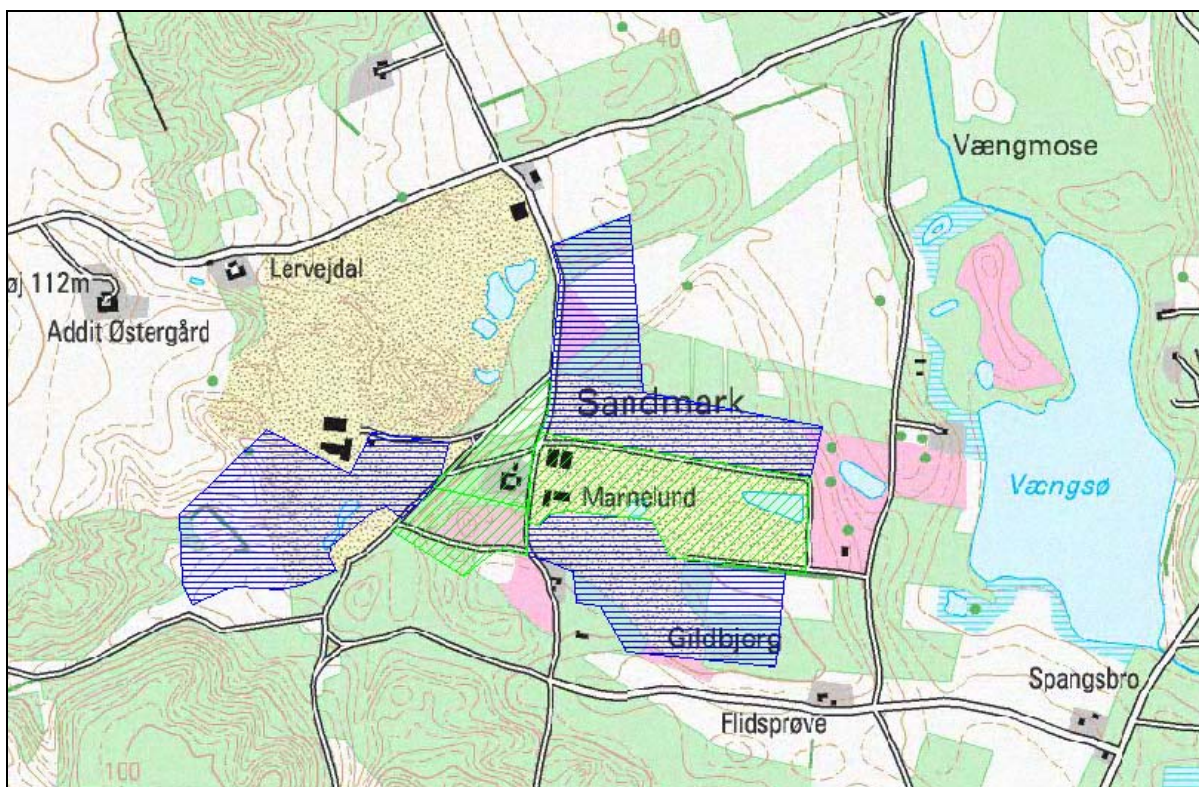 40
Vængmose
Lervejdal
øj 112m
Addit Østergård
Sandmark
Marnelund
Vængsø
Gildbjerg
Spangsbro
Flidsprøve
100